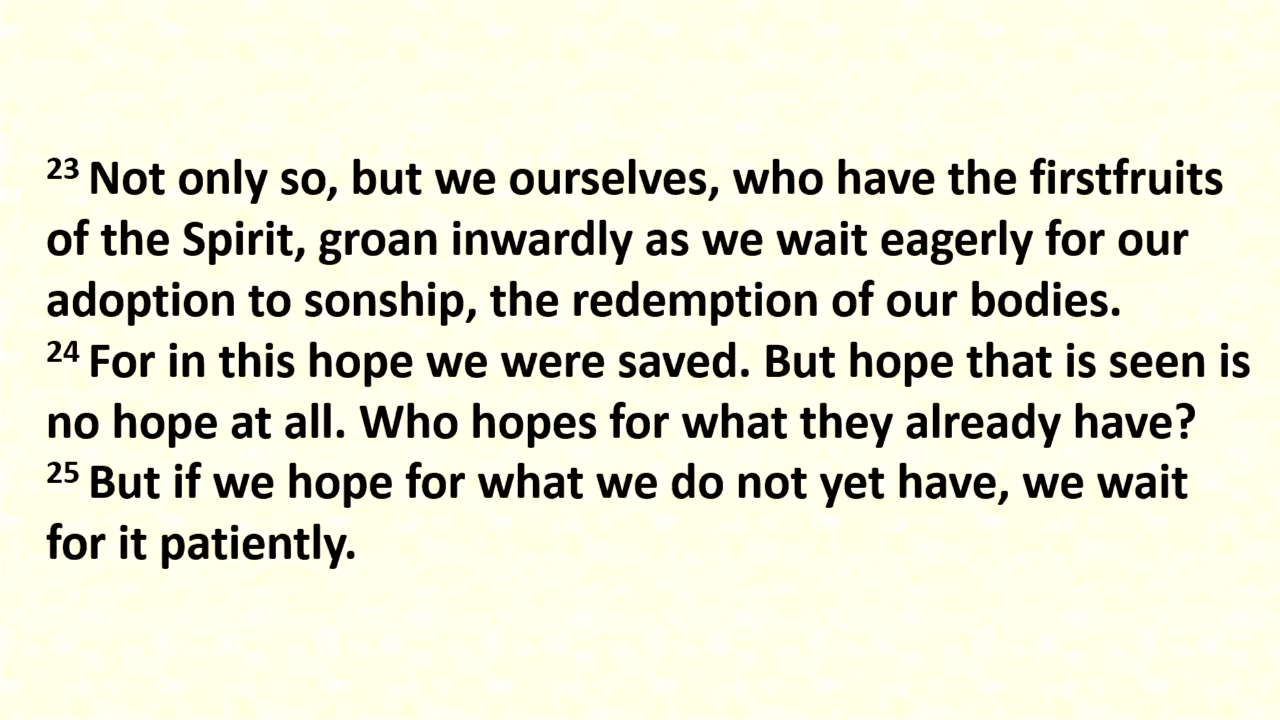 23 Not only so, but we ourselves, who have the firstfruits
of the Spirit, groan inwardly as we wait eagerly for our
adoption to sonship, the redemption of our bodies.
24 For in this hope we were saved. But hope that is seen is
no hope at all. Who hopes for what they already have?
25 But if we hope for what we do not yet have, we wait
for it patiently.